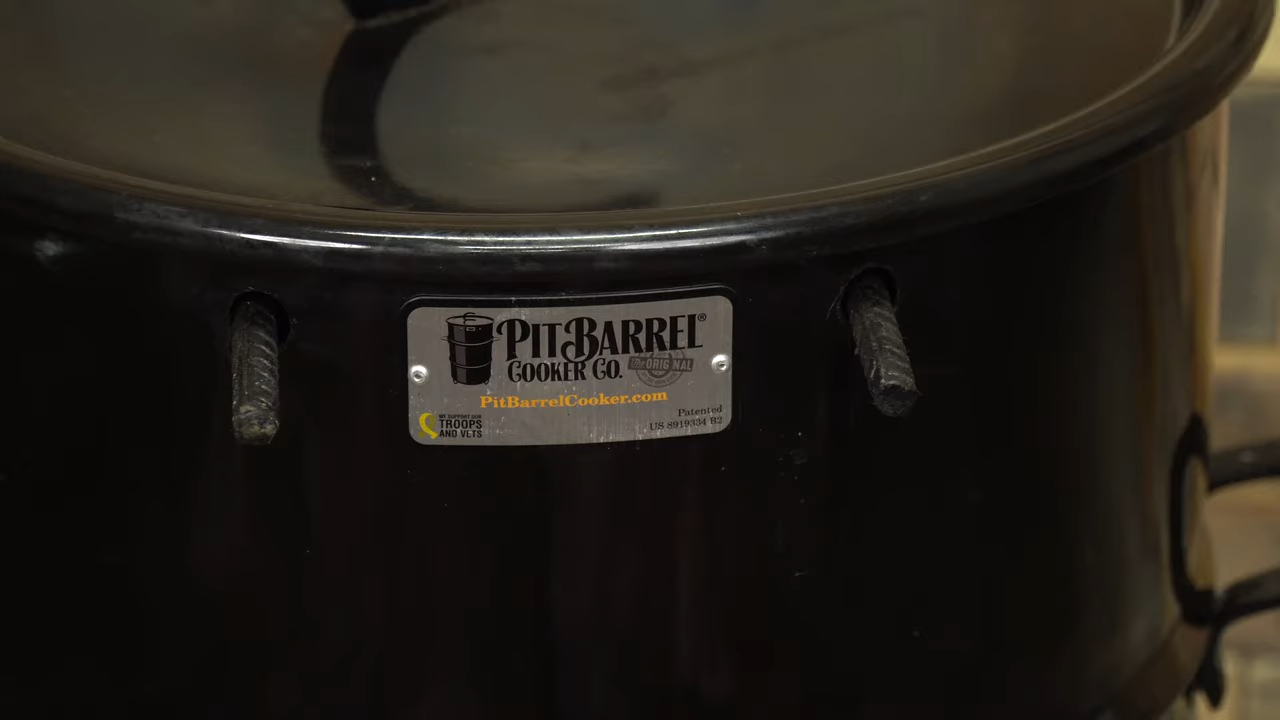 PIT BARREL®
COOKER CO.
THE ORIGINAL
PitBarrelCooker.com
WE SUPPORT OUR
TROOPS
AND VETS
Patented
US 8919334 B2